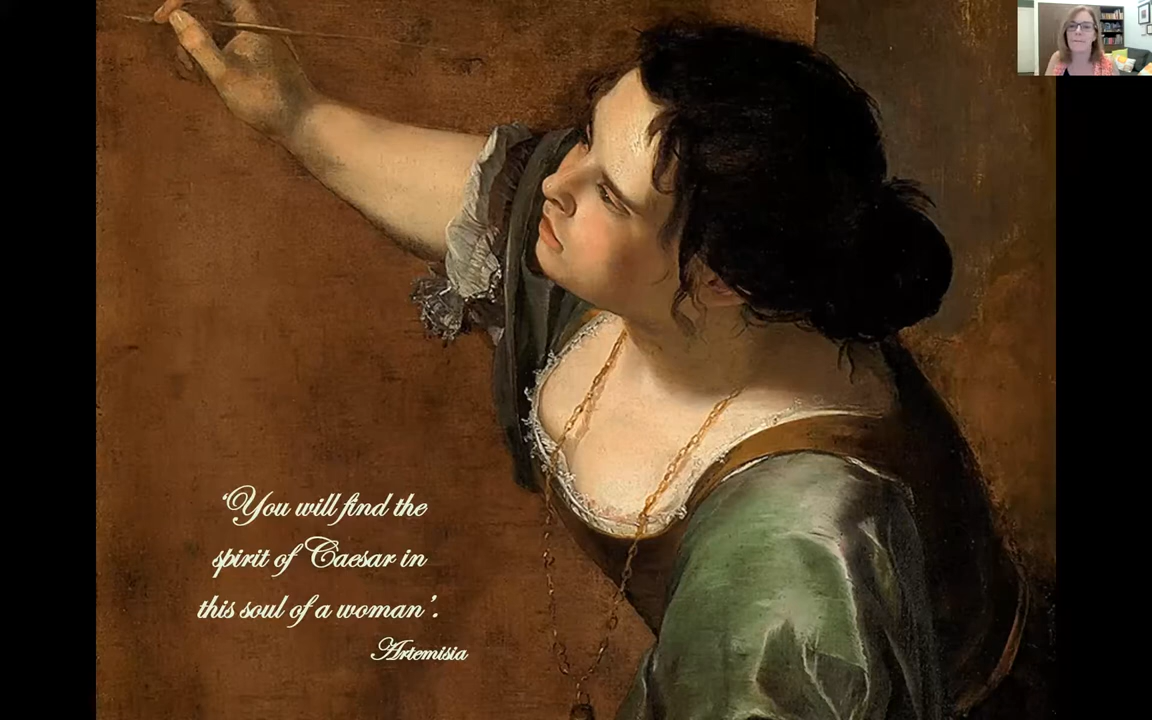 ‘You will find the
spirit of Caesar in
this soul of a woman’.
Artemisia